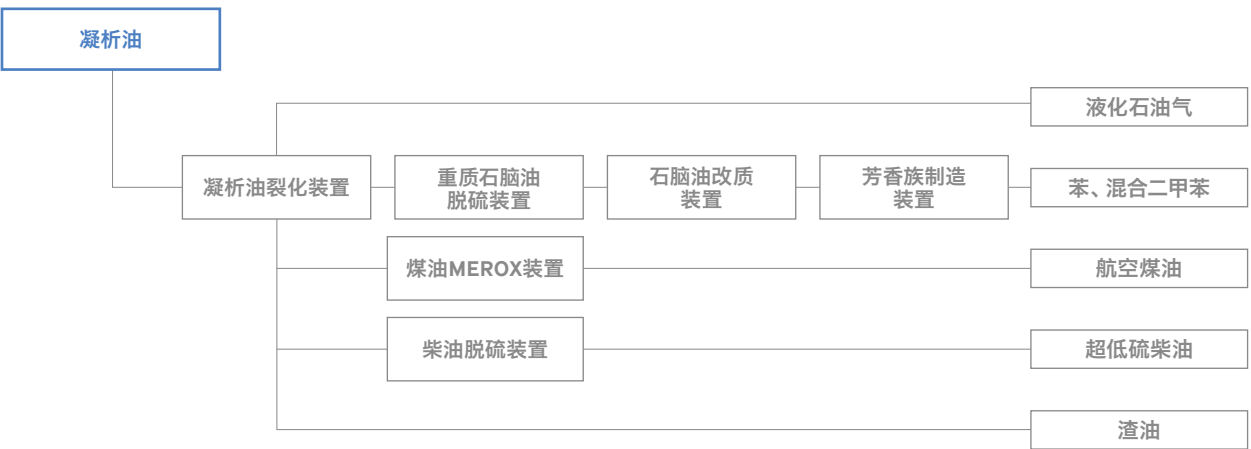 凝析油
液化石油气
凝析油裂化装置
重质石脑油
脱硫装置
石脑油改质
装置
芳香族制造
装置
苯、混合二甲苯
煤油MEROX装置
航空煤油
柴油脱硫装置
超低硫柴油
渣油